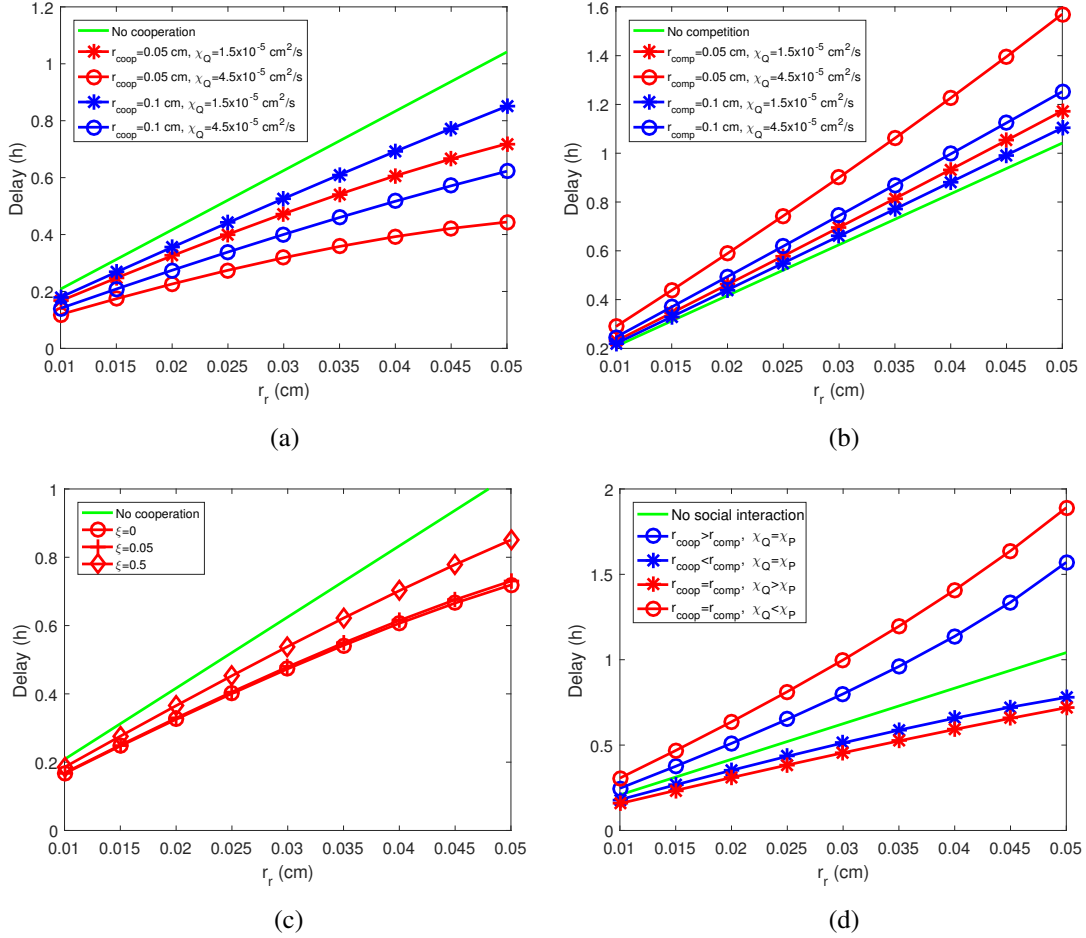 1.2
1
0.8
0.6
0.4
0.2
0
Delay (h)
No cooperation
r_coop=0.05 cm, χ_Q=1.5x10^-5 cm^2/s
r_coop=0.05 cm, χ_Q=4.5x10^-5 cm^2/s
r_coop=0.1 cm, χ_Q=1.5x10^-5 cm^2/s
r_coop=0.1 cm, χ_Q=4.5x10^-5 cm^2/s
0.01 0.015 0.02 0.025 0.03 0.035 0.04 0.045 0.05
r_r (cm)
(a)
1.6
1.4
1.2
1
0.8
0.6
0.4
0.2
Delay (h)
No competition
r_comp=0.05 cm, χ_Q=1.5x10^-5 cm^2/s
r_comp=0.05 cm, χ_Q=4.5x10^-5 cm^2/s
r_comp=0.1 cm, χ_Q=1.5x10^-5 cm^2/s
r_comp=0.1 cm, χ_Q=4.5x10^-5 cm^2/s
0.01 0.015 0.02 0.025 0.03 0.035 0.04 0.045 0.05
r_r (cm)
(b)
1
0.8
0.6
0.4
0.2
0
Delay (h)
No cooperation
ξ=0
ξ=0.05
ξ=0.5
0.01 0.015 0.02 0.025 0.03 0.035 0.04 0.045 0.05
r_r (cm)
(c)
2
1.5
1
0.5
0
Delay (h)
No social interaction
r_coop>r_comp, χ_Q=χ_P
r_coop<r_comp, χ_Q=χ_P
r_coop=r_comp, χ_Q>χ_P
r_coop=r_comp, χ_Q<χ_P
0.01 0.015 0.02 0.025 0.03 0.035 0.04 0.045 0.05
r_r (cm)
(d)